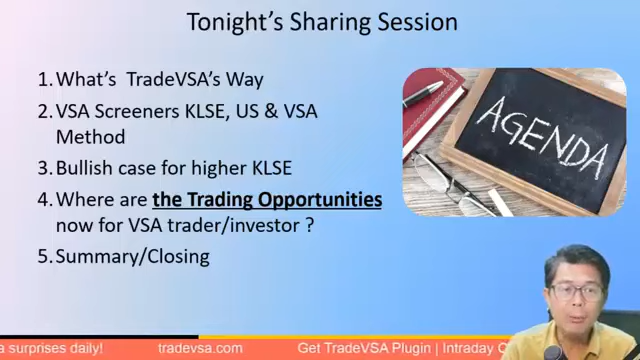 Tonight's Sharing Session
1. What's TradeVSA's Way
2. VSA Screeners KLSE, US & VSA
Method
3. Bullish case for higher KLSE
4. Where are the Trading Opportunities
now for VSA trader/investor ?
5. Summary/Closing
AGENDA
a surprises daily! tradevsa.com Get TradeVSA Plugin | Intraday